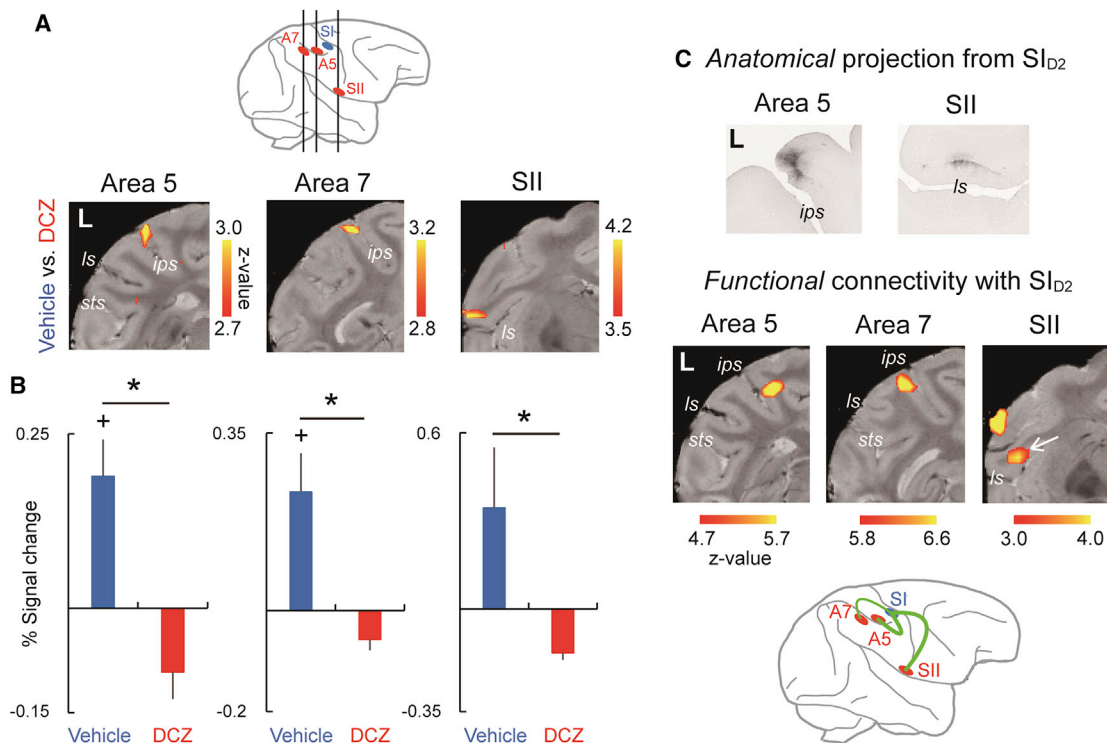 A
A7
SI
A5
SII
Vehicle vs. DCZ
Area 5
Area 7
SII
L
ls
sts
ips
3.0
z-value
2.7
ips
3.2
2.8
ls
4.2
3.5
B
% Signal change
0.25
-0.15
+
*
Vehicle
DCZ
0.35
-0.2
+
*
Vehicle
DCZ
0.6
-0.35
*
Vehicle
DCZ
C Anatomical projection from SID2
Area 5
SII
L
ips
ls
Functional connectivity with SID2
Area 5
Area 7
SII
L
ips
ls
sts
ips
ls
sts
ls
4.7 5.7
z-value
5.8 6.6
3.0 4.0
A7
SI
A5
SII